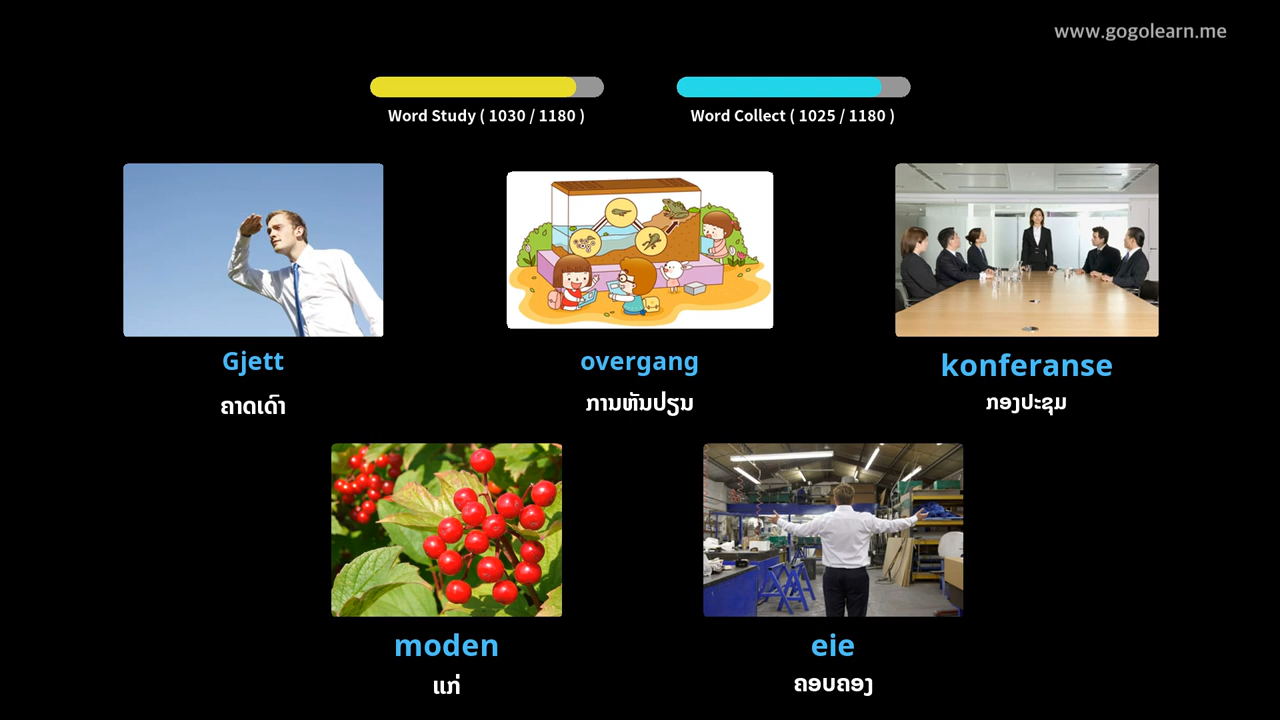 www.gogolearn.me
Word Study ( 1030 / 1180 )
Word Collect ( 1025 / 1180 )
Gjett
overgang
konferanse
ຄາດເດົາ
ການຫັນປ່ຽນ
ກອງປະຊຸມ
moden
eie
ແກ່
ຄອບຄອງ